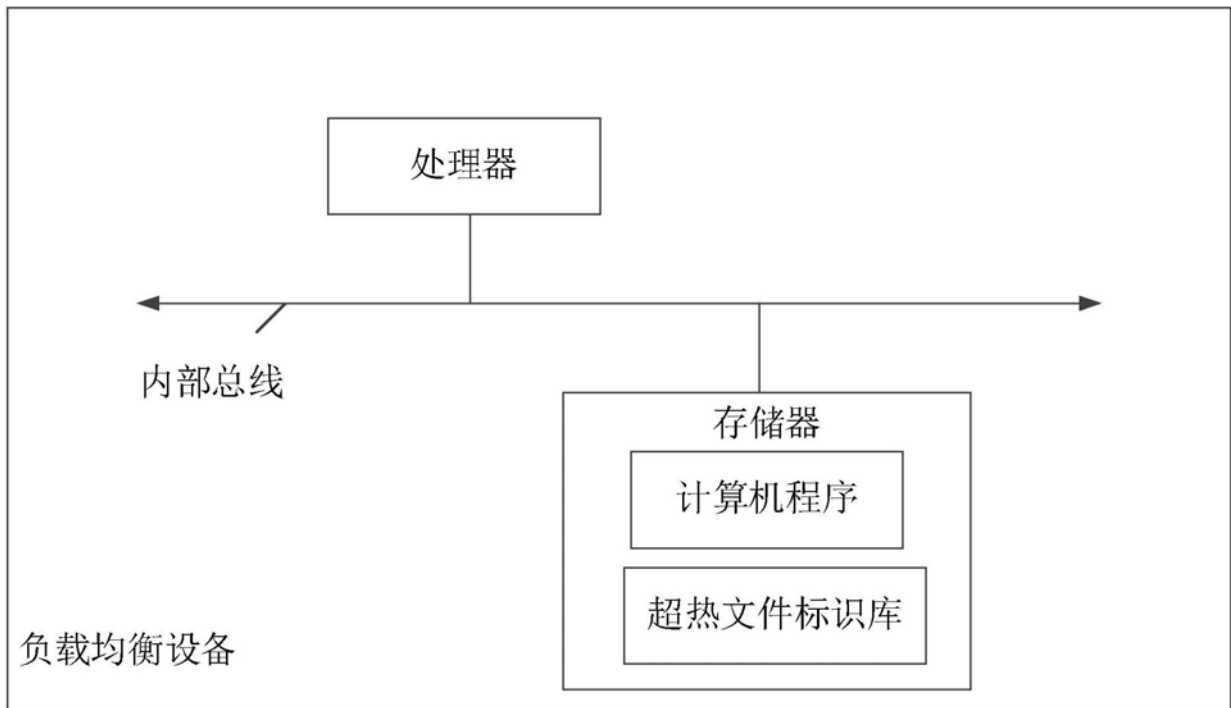 处理器
内部总线
存储器
计算机程序
超热文件标识库
负载均衡设备